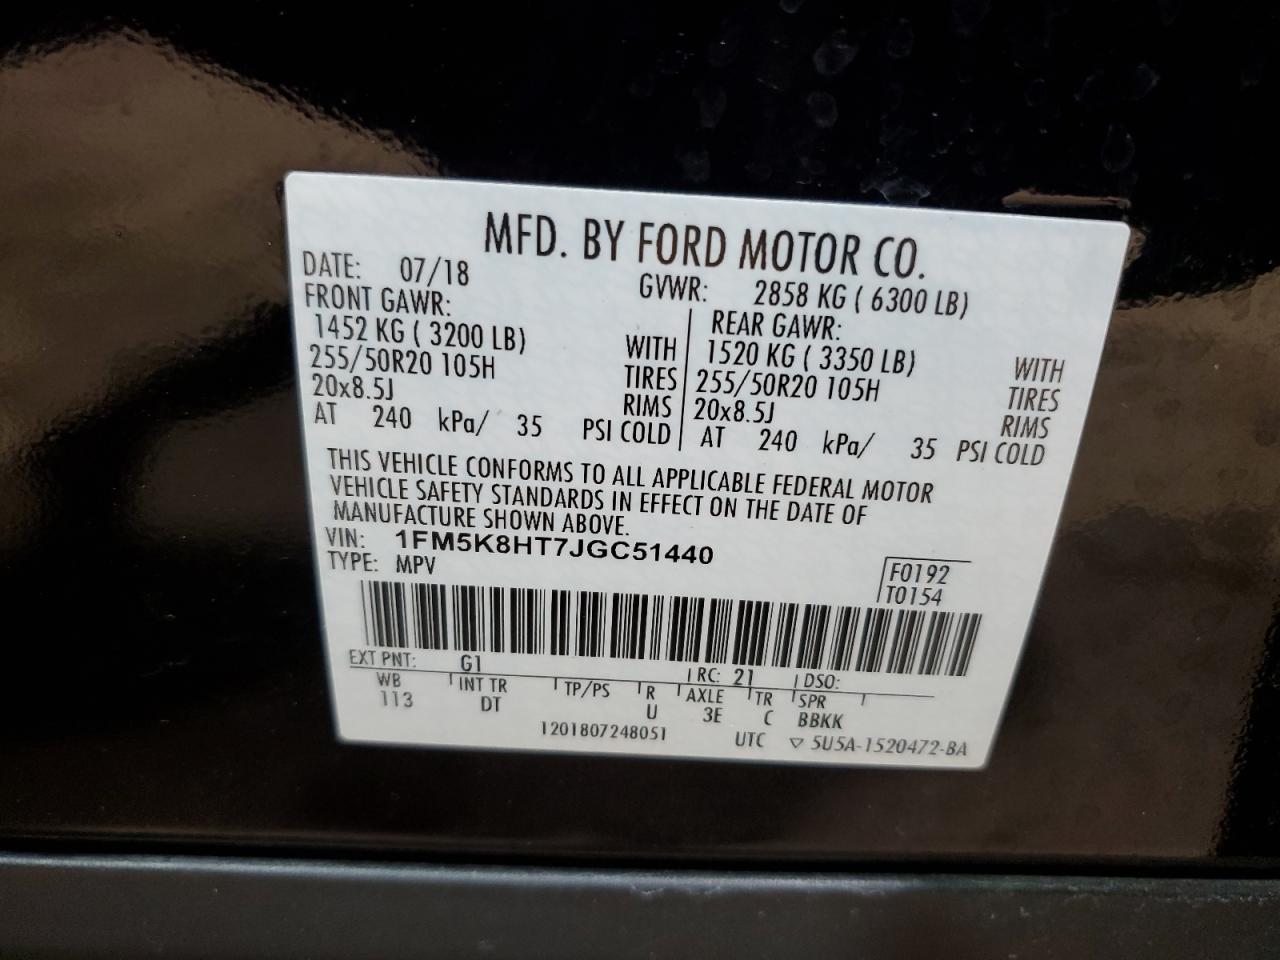 MFD. BY FORD MOTOR CO.
DATE: 07/18 GVWR: 2858 KG ( 6300 LB)
FRONT GAWR: REAR GAWR:
1452 KG ( 3200 LB) WITH 1520 KG ( 3350 LB) WITH
255/50R20 105H TIRES 255/50R20 105H TIRES
20x8.5J RIMS 20x8.5J RIMS
AT 240 kPa/ 35 PSI COLD AT 240 kPa/ 35 PSI COLD
THIS VEHICLE CONFORMS TO ALL APPLICABLE FEDERAL MOTOR
VEHICLE SAFETY STANDARDS IN EFFECT ON THE DATE OF
MANUFACTURE SHOWN ABOVE.
VIN: 1FM5K8HT7JGC51440
TYPE: MPV F0192
T0154
EXT PNT: G1 RC: 21 DSO:
WB INT TR TP/PS R AXLE TR SPR
113 DT U 3E C BBKK
1201807248051 UTC ▽ 5U5A-1520472-BA